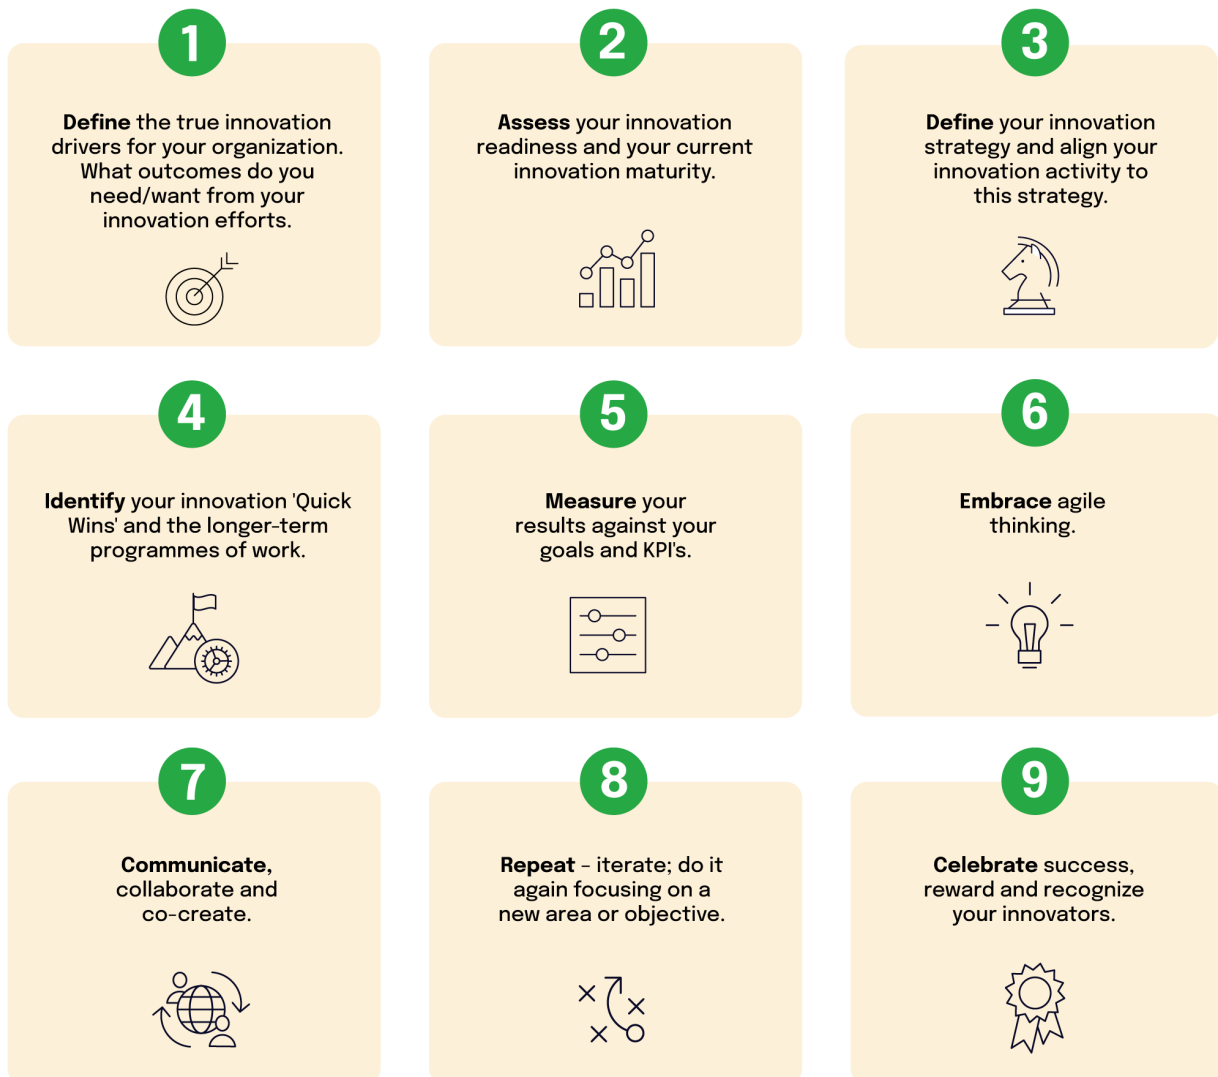 1
Define the true innovation
drivers for your organization.
What outcomes do you
need/want from your
innovation efforts.
2
Assess your innovation
readiness and your current
innovation maturity.
3
Define your innovation
strategy and align your
innovation activity to
this strategy.
4
Identify your innovation 'Quick
Wins' and the longer-term
programmes of work.
5
Measure your
results against your
goals and KPI's.
6
Embrace agile
thinking.
7
Communicate,
collaborate and
co-create.
8
Repeat - iterate; do it
again focusing on a
new area or objective.
9
Celebrate success,
reward and recognize
your innovators.